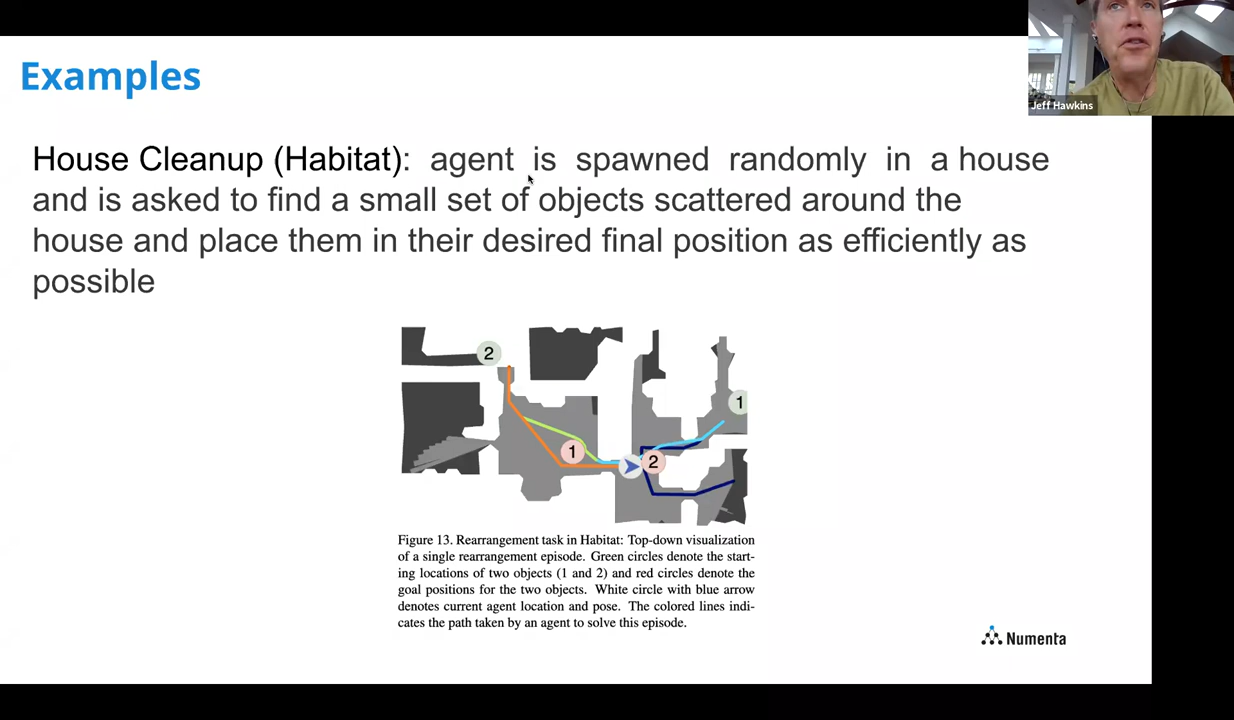 Jeff Hawkins
Examples
House Cleanup (Habitat): agent is spawned randomly in a house
and is asked to find a small set of objects scattered around the
house and place them in their desired final position as efficiently as
possible
2
1
1
2
Figure 13. Rearrangement task in Habitat: Top-down visualization
of a single rearrangement episode. Green circles denote the start-
ing locations of two objects (1 and 2) and red circles denote the
goal positions for the two objects. White circle with blue arrow
denotes current agent location and pose. The colored lines indi-
cates the path taken by an agent to solve this episode.
Numenta